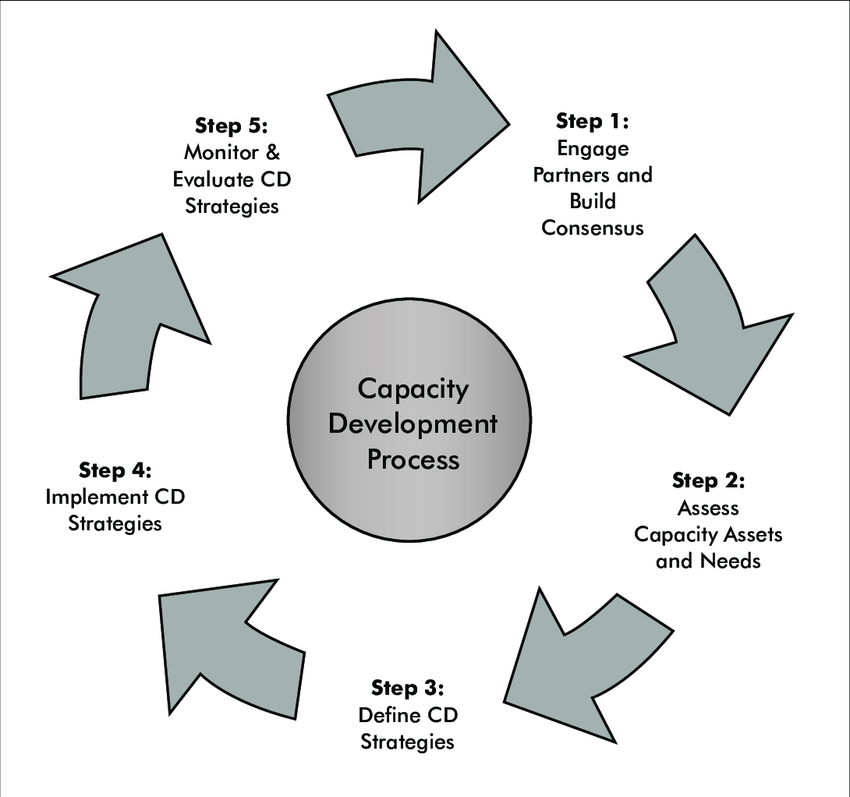 Step 5:
Monitor &
Evaluate CD
Strategies
Step 1:
Engage
Partners and
Build
Consensus
Capacity
Development
Process
Step 4:
Implement CD
Strategies
Step 2:
Assess
Capacity Assets
and Needs
Step 3:
Define CD
Strategies